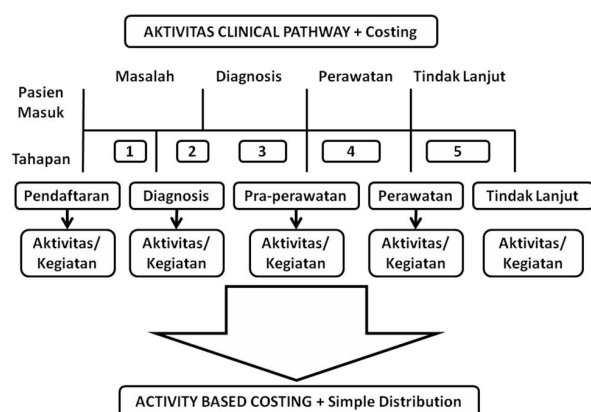 AKTIVITAS CLINICAL PATHWAY + Costing
Masalah Diagnosis Perawatan Tindak Lanjut
Pasien
Masuk
Tahapan 1 2 3 4 5
Pendaftaran Diagnosis Pra-perawatan Perawatan Tindak Lanjut
Aktivitas/ Aktivitas/ Aktivitas/ Aktivitas/ Aktivitas/
Kegiatan Kegiatan Kegiatan Kegiatan Kegiatan
ACTIVITY BASED COSTING + Simple Distribution